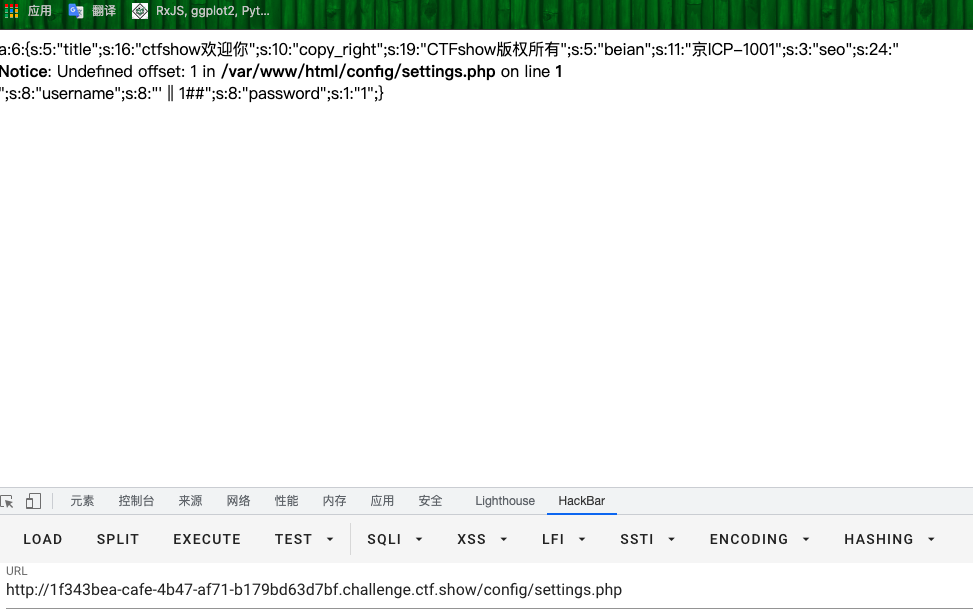 应用 翻译 RxJS, ggplot2, Pyt...
a:6:{s:5:"title";s:16:"ctfshow欢迎你";s:10:"copy_right";s:19:"CTFshow版权所有";s:5:"beian";s:11:"京ICP-1001";s:3:"seo";s:24:"
Notice: Undefined offset: 1 in /var/www/html/config/settings.php on line 1
";s:8:"username";s:8:"' || 1##";s:8:"password";s:1:"1";}
元素 控制台 来源 网络 性能 内存 应用 安全 Lighthouse HackBar
LOAD SPLIT EXECUTE TEST SQLI XSS LFI SSTI ENCODING HASHING
URL
http://1f343bea-cafe-4b47-af71-b179bd63d7bf.challenge.ctf.show/config/settings.php